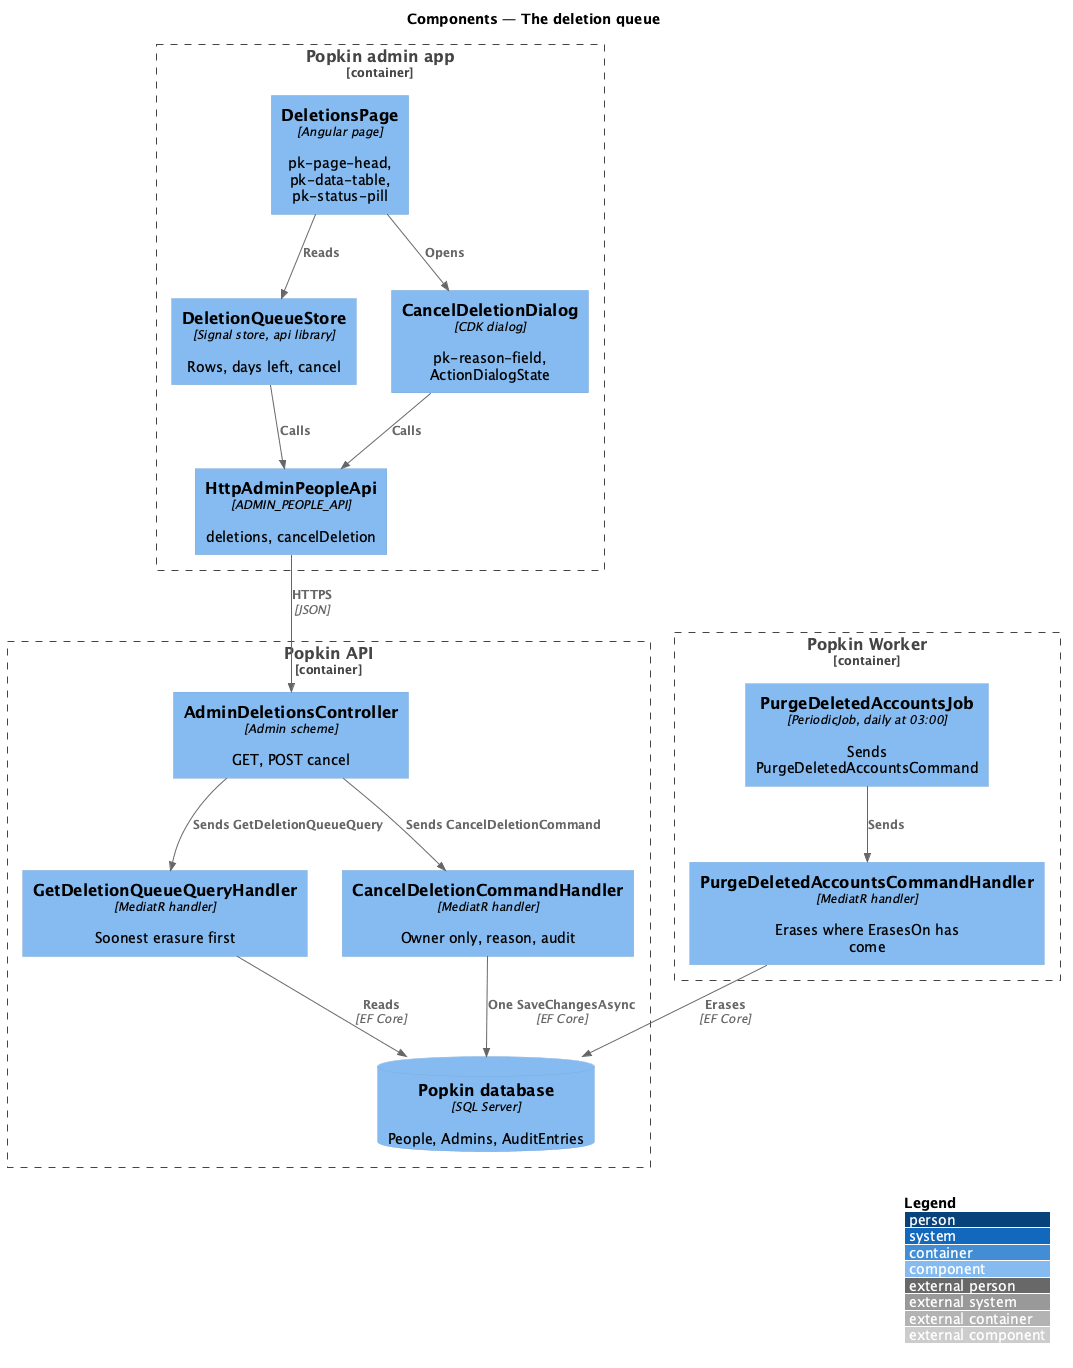 Components — The deletion queue
Popkin admin app
[container]
DeletionsPage
[Angular page]
pk-page-head,
pk-data-table,
pk-status-pill
Reads
Opens
DeletionQueueStore
[Signal store, api library]
Rows, days left, cancel
CancelDeletionDialog
[CDK dialog]
pk-reason-field,
ActionDialogState
Calls
Calls
HttpAdminPeopleApi
[ADMIN_PEOPLE_API]
deletions, cancelDeletion
HTTPS
[JSON]
Popkin API
[container]
AdminDeletionsController
[Admin scheme]
GET, POST cancel
Sends GetDeletionQueueQuery
Sends CancelDeletionCommand
GetDeletionQueueQueryHandler
[MediatR handler]
Soonest erasure first
CancelDeletionCommandHandler
[MediatR handler]
Owner only, reason, audit
Popkin Worker
[container]
PurgeDeletedAccountsJob
[PeriodicJob, daily at 03:00]
Sends
PurgeDeletedAccountsCommand
Sends
PurgeDeletedAccountsCommandHandler
[MediatR handler]
Erases where ErasesOn has
come
Reads
[EF Core]
One SaveChangesAsync
[EF Core]
Erases
[EF Core]
Popkin database
[SQL Server]
People, Admins, AuditEntries
Legend
person
system
container
component
external person
external system
external container
external component